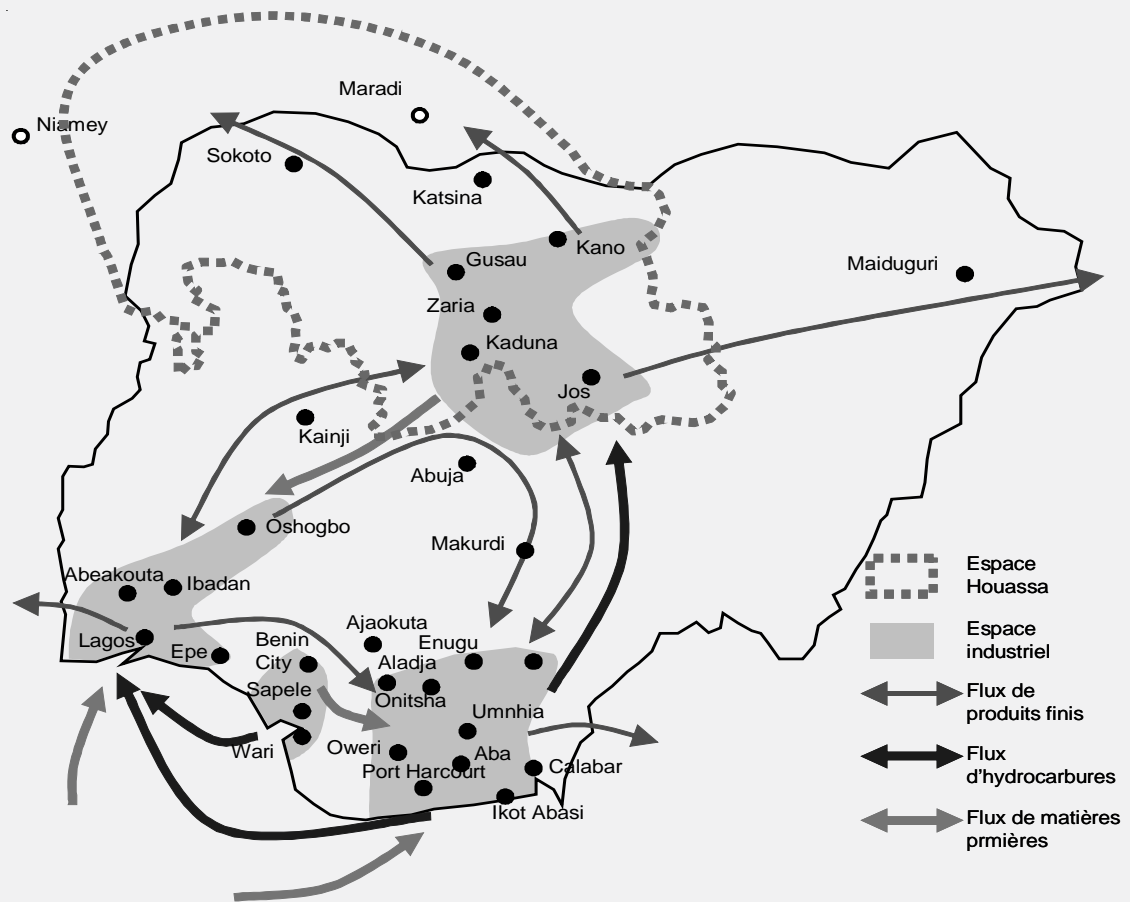 Maradi
Niamey
Sokoto
Katsina
Kano
Gusau
Maiduguri
Zaria
Kaduna
Jos
Kainji
Abuja
Oshogbo
Makurdi
Abeakouta
Ibadan
Lagos
Epe
Benin
City
Sapele
Wari
Ajaokuta
Aladja
Onitsha
Enugu
Umnhia
Oweri
Aba
Port Harcourt
Calabar
Ikot Abasi
Espace
Houassa
Espace
industriel
Flux de
produits finis
Flux
d'hydrocarbures
Flux de matières
prmières